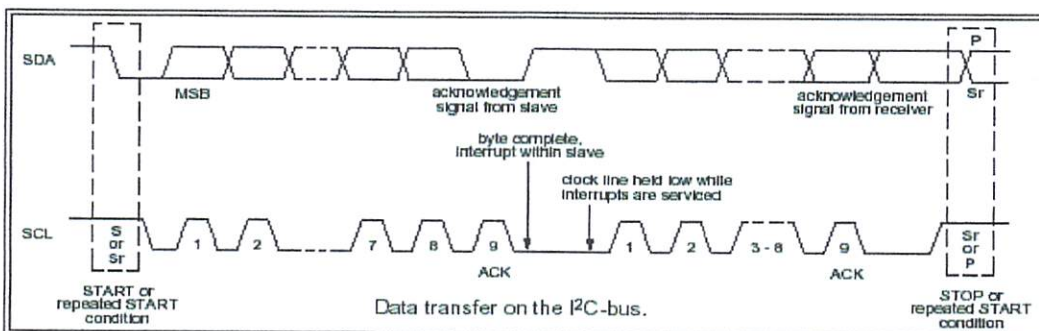 P
SDA
MSB
acknowledgement
signal from slave
acknowledgement
signal from receiver
Sr
byte complete,
interrupt within slave
clock line held low while
interrupts are serviced
SCL
S
or
Sr
1
2
7
8
9
1
2
3 - 8
9
Sr
or
P
ACK
ACK
START or
repeated START
condition
Data transfer on the I²C-bus.
STOP or
repeated START
condition